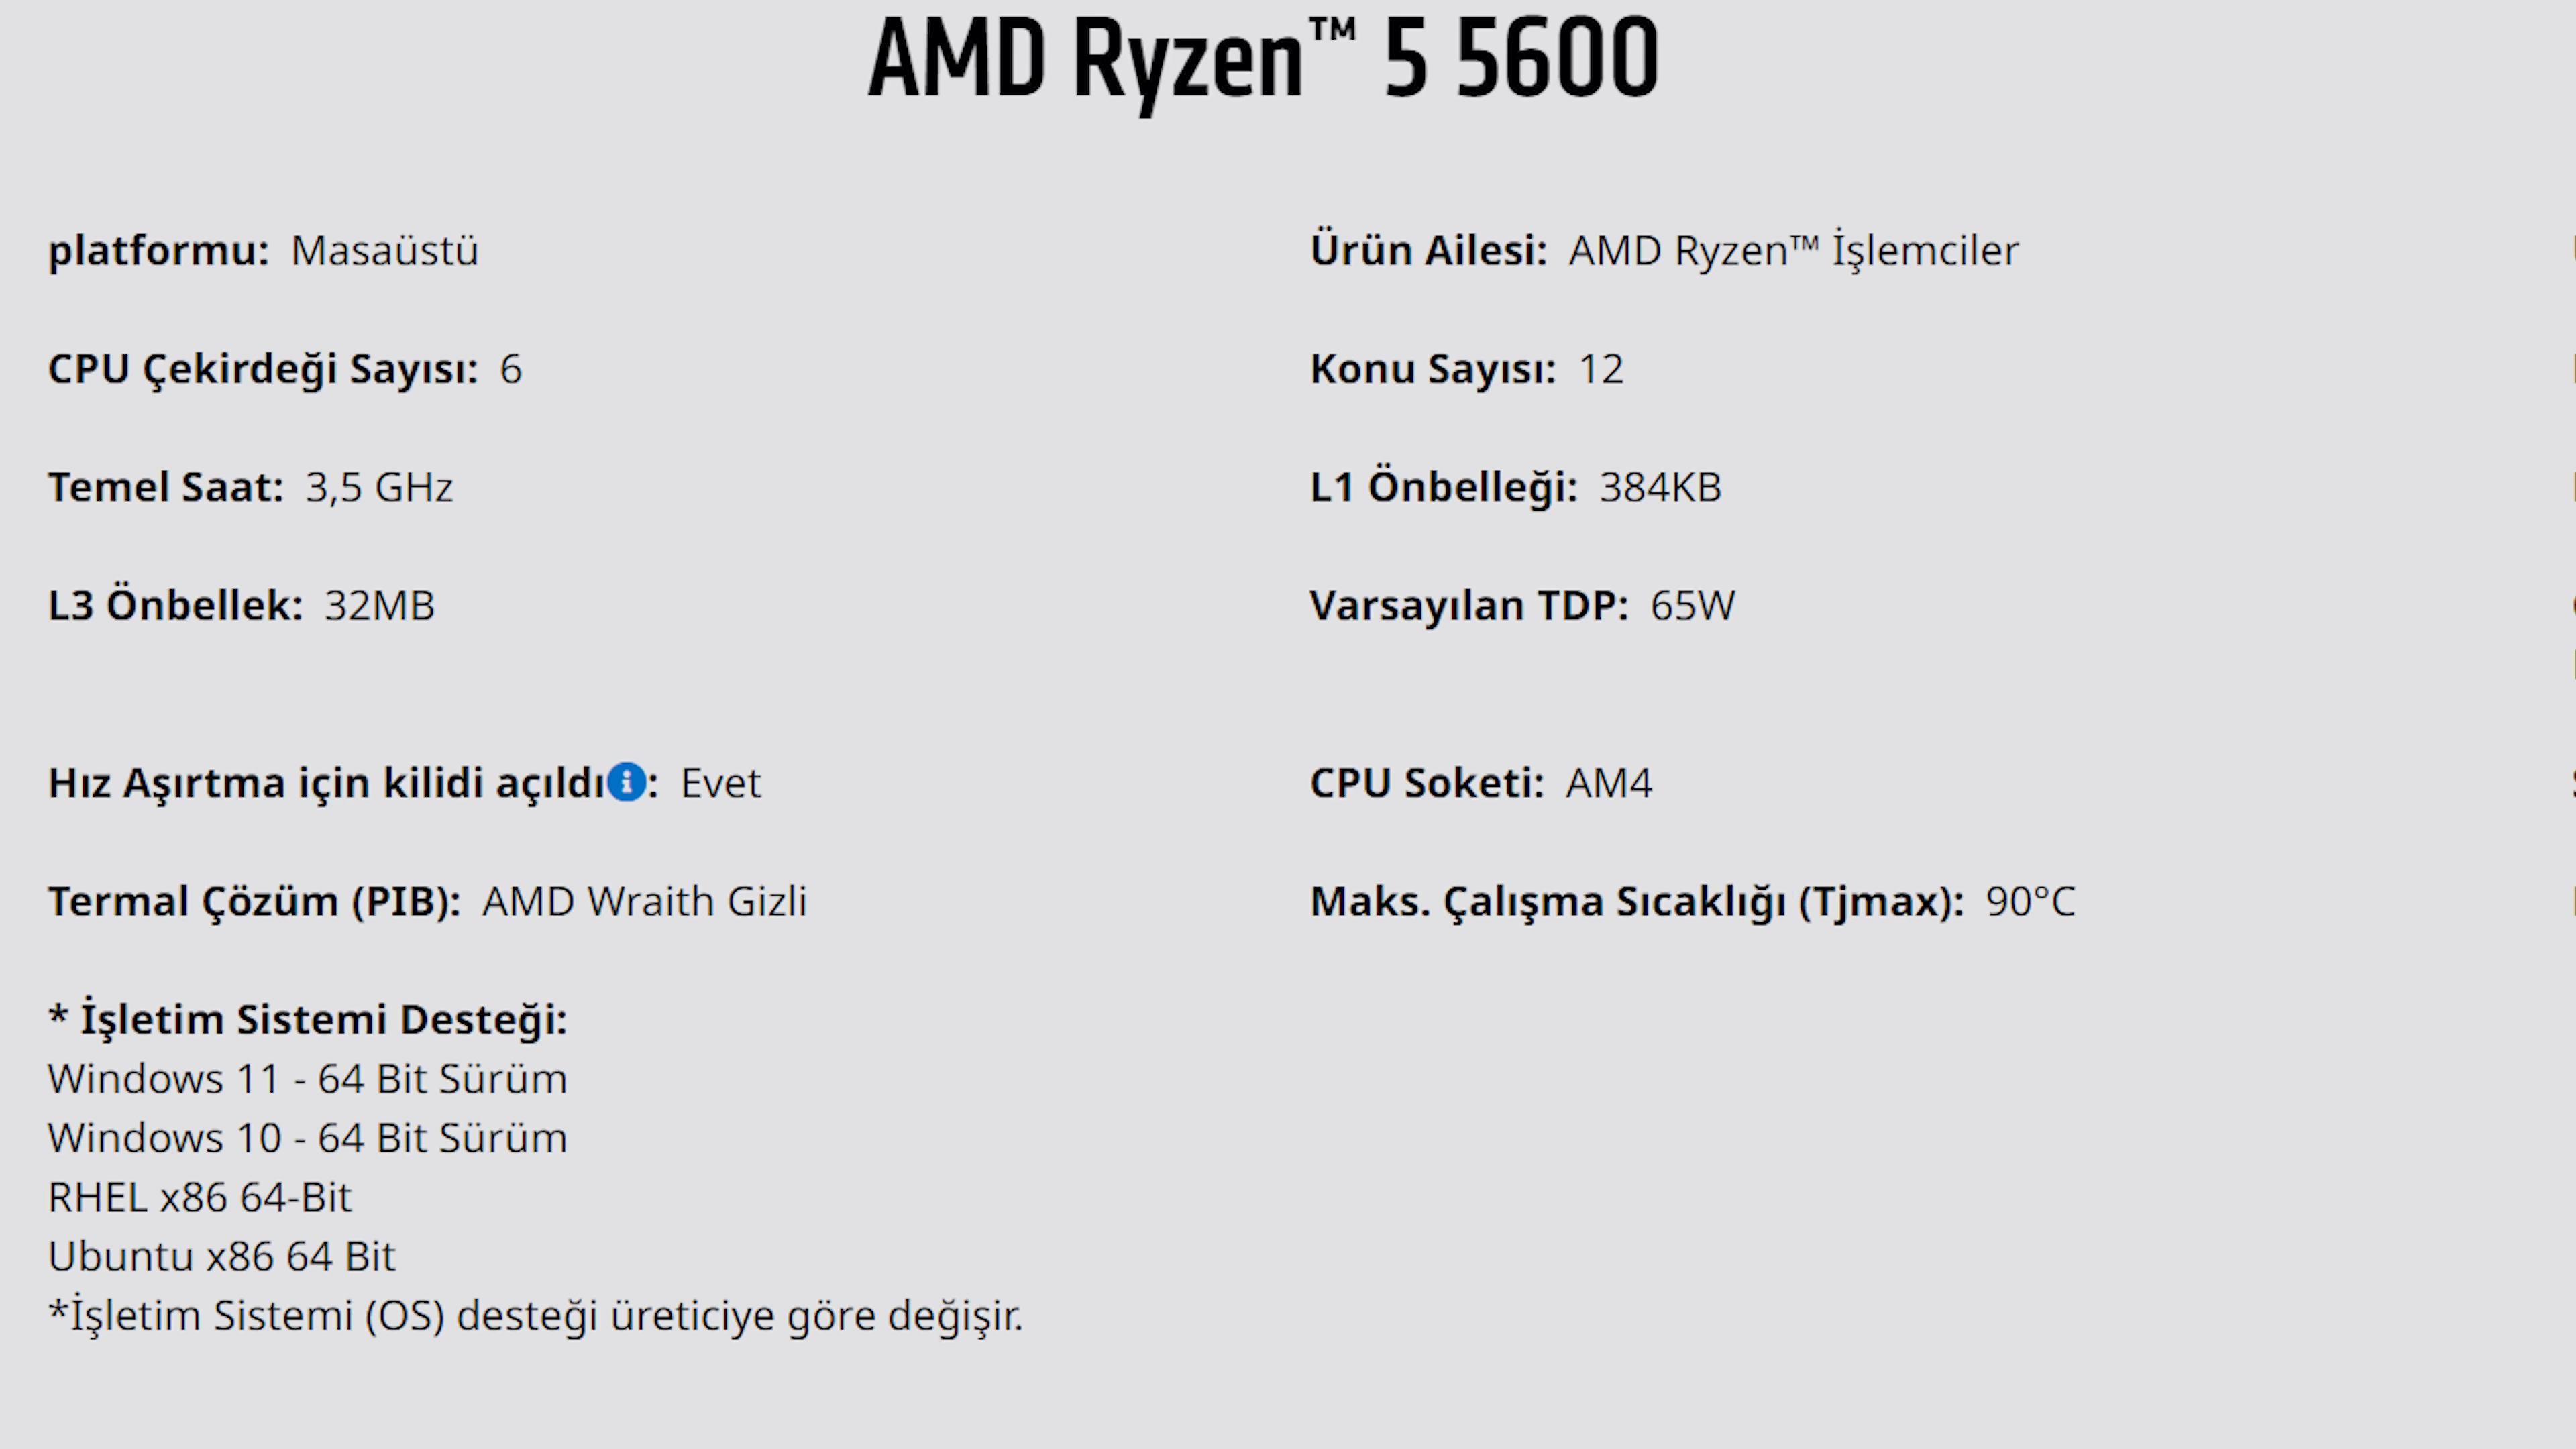 AMD Ryzen™ 5 5600
platformu: Masaüstü
Ürün Ailesi: AMD Ryzen™ İşlemciler
CPU Çekirdeği Sayısı: 6
Konu Sayısı: 12
Temel Saat: 3,5 GHz
L1 Önbelleği: 384KB
L3 Önbellek: 32MB
Varsayılan TDP: 65W
Hız Aşırtma için kilidi açıldı: Evet
CPU Soketi: AM4
Termal Çözüm (PIB): AMD Wraith Gizli
Maks. Çalışma Sıcaklığı (Tjmax): 90°C
* İşletim Sistemi Desteği:
Windows 11 - 64 Bit Sürüm
Windows 10 - 64 Bit Sürüm
RHEL x86 64-Bit
Ubuntu x86 64 Bit
*İşletim Sistemi (OS) desteği üreticiye göre değişir.